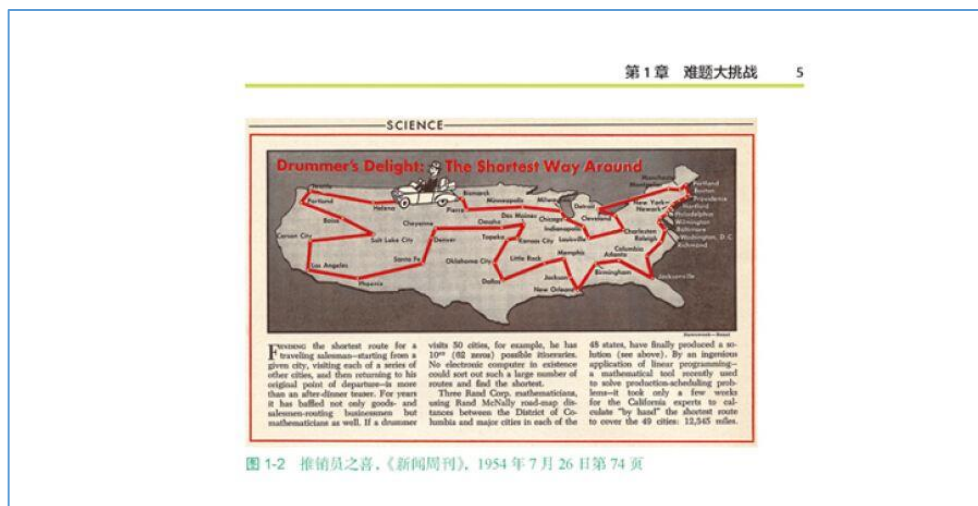 第 1 章 难题大挑战 5
SCIENCE
Drummer's Delight: The Shortest Way Around
Seattle
Portland
Helena
Bismarck
Pierre
Minneapolis
Milw.
Detroit
Manchester
Montpelier
Portland
Boston
Providence
Hartford
New York
Newark
Philadelphia
Wilmington
Baltimore
Washington, D.C.
Richmond
Boise
Cheyenne
Omaha
Des Moines
Chicago
Cleveland
Indianapolis
Carson City
Salt Lake City
Denver
Topeka
Kansas City
Louisville
Charleston
Raleigh
Columbia
Los Angeles
Santa Fe
Oklahoma City
Little Rock
Memphis
Atlanta
Phoenix
Dallas
Jackson
Birmingham
Jacksonville
New Orleans
FINDING the shortest route for a
traveling salesman—starting from a
given city, visiting each of a series of
other cities, and then returning to his
original point of departure—is more
than an after-dinner teaser. For years
it has baffled not only goods- and
salesmen-routing businessmen but
mathematicians as well. If a drummer
visits 50 cities, for example, he has
10⁶² (62 zeros) possible itineraries.
No electronic computer in existence
could sort out such a large number of
routes and find the shortest.
Three Rand Corp. mathematicians,
using Rand McNally road-map dis-
tances between the District of Co-
lumbia and major cities in each of the
48 states, have finally produced a so-
lution (see above). By an ingenious
application of linear programming—
a mathematical tool recently used
to solve production-scheduling prob-
lems—it took only a few weeks
for the California experts to cal-
culate "by hand" the shortest route
to cover the 49 cities: 12,345 miles.
图 1-2 推销员之喜,《新闻周刊》, 1954 年 7 月 26 日第 74 页